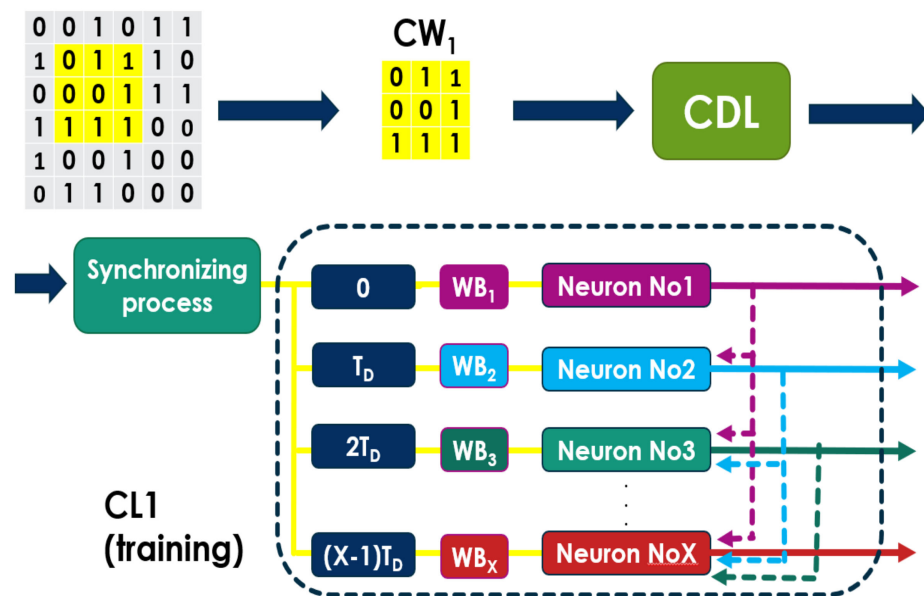 0 0 1 0 1 1
1 0 1 1 1 0
0 0 0 1 1 1
1 1 1 1 0 0
1 0 0 1 0 0
0 1 1 0 0 0
CW1
0 1 1
0 0 1
1 1 1
CDL
Synchronizing
process
0 WB1 Neuron No1
TD WB2 Neuron No2
2TD WB3 Neuron No3
(X-1)TD WBX Neuron NoX
CL1
(training)